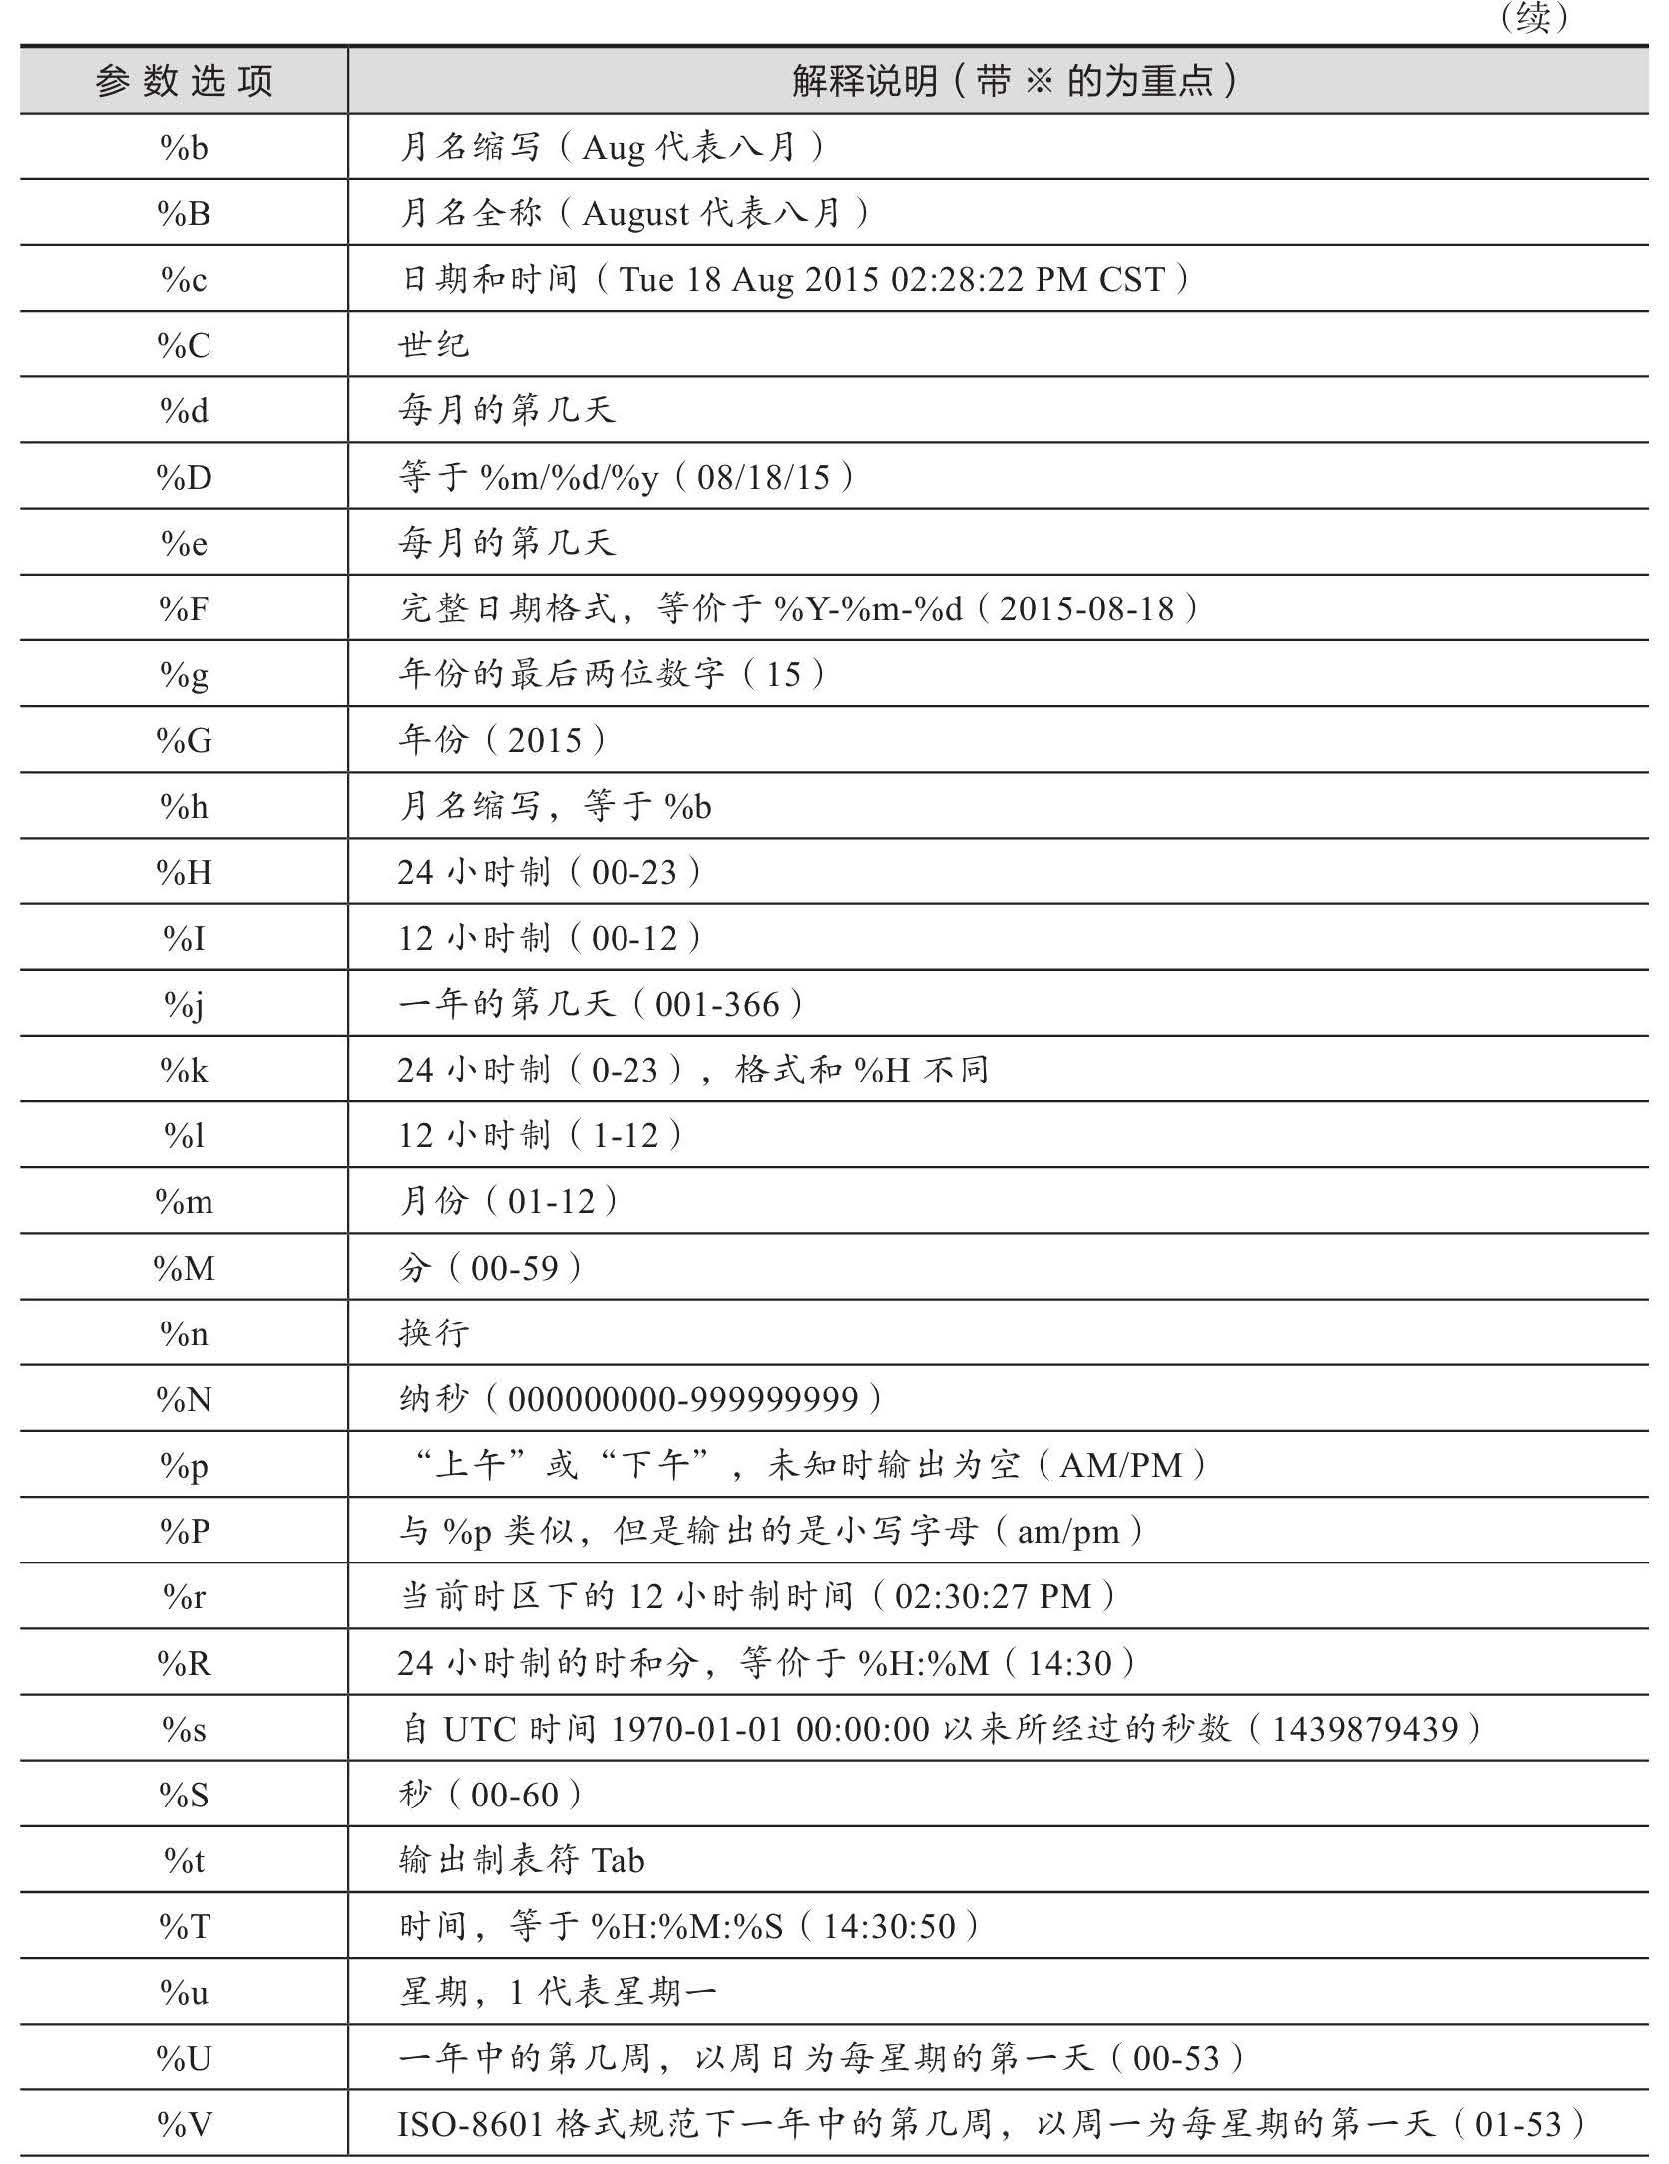 （续）
参数选项 解释说明（带 ※ 的为重点）
%b 月名缩写（Aug 代表八月）
%B 月名全称（August 代表八月）
%c 日期和时间（Tue 18 Aug 2015 02:28:22 PM CST）
%C 世纪
%d 每月的第几天
%D 等于 %m/%d/%y（08/18/15）
%e 每月的第几天
%F 完整日期格式，等价于 %Y-%m-%d（2015-08-18）
%g 年份的最后两位数字（15）
%G 年份（2015）
%h 月名缩写，等于 %b
%H 24 小时制（00-23）
%I 12 小时制（00-12）
%j 一年的第几天（001-366）
%k 24 小时制（0-23），格式和 %H 不同
%l 12 小时制（1-12）
%m 月份（01-12）
%M 分（00-59）
%n 换行
%N 纳秒（000000000-999999999）
%p “上午”或“下午”，未知时输出为空（AM/PM）
%P 与 %p 类似，但是输出的是小写字母（am/pm）
%r 当前时区下的 12 小时制时间（02:30:27 PM）
%R 24 小时制的时和分，等价于 %H:%M（14:30）
%s 自 UTC 时间 1970-01-01 00:00:00 以来所经过的秒数（1439879439）
%S 秒（00-60）
%t 输出制表符 Tab
%T 时间，等于 %H:%M:%S（14:30:50）
%u 星期，1 代表星期一
%U 一年中的第几周，以周日为每星期的第一天（00-53）
%V ISO-8601 格式规范下一年中的第几周，以周一为每星期的第一天（01-53）